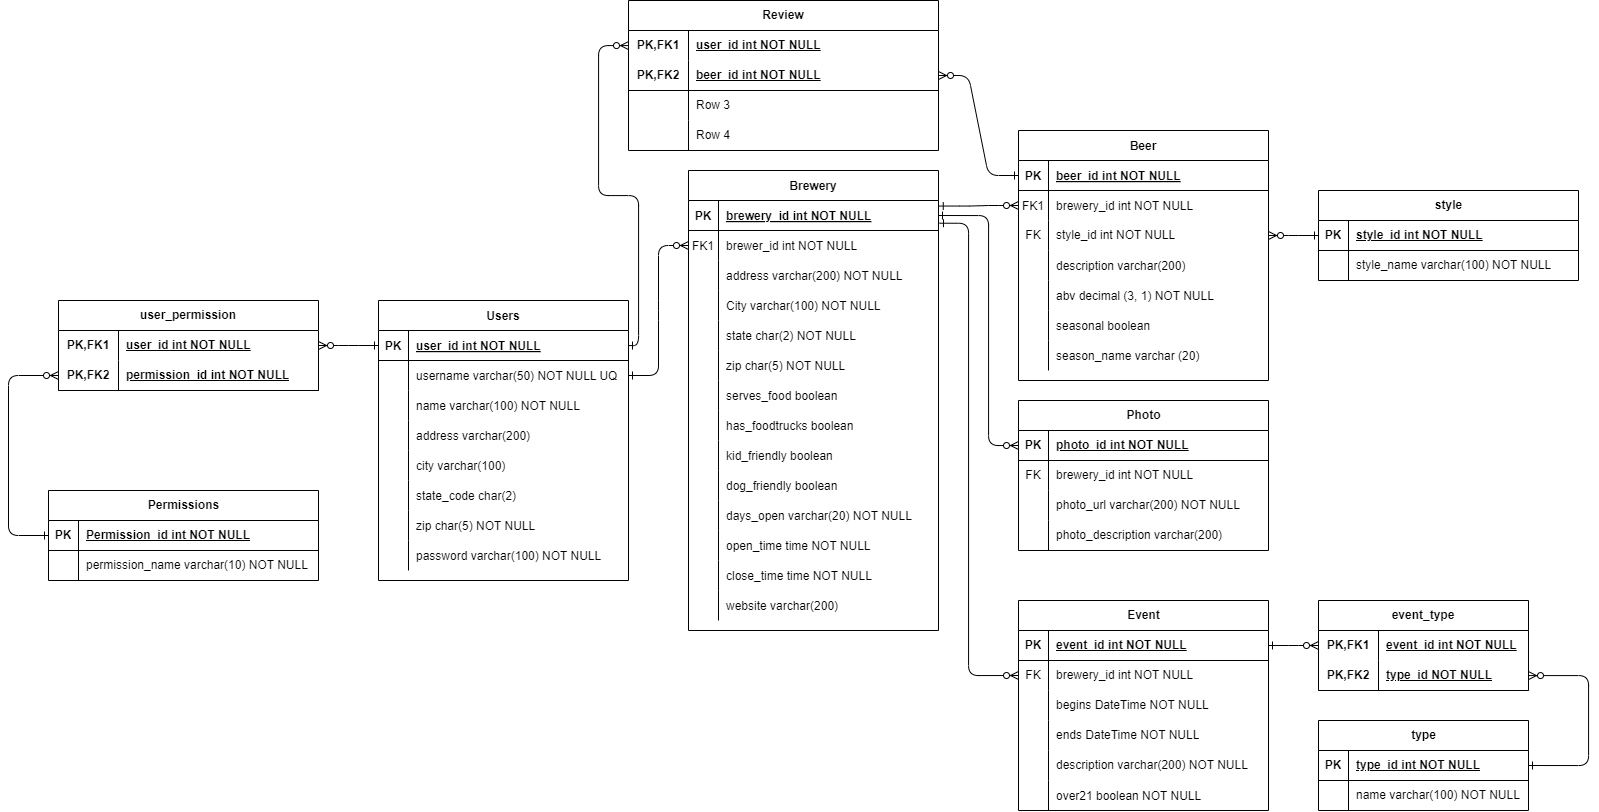 Review
PK,FK1 user_id int NOT NULL
PK,FK2 beer_id int NOT NULL
Row 3
Row 4
Brewery
PK brewery_id int NOT NULL
FK1 brewer_id int NOT NULL
address varchar(200) NOT NULL
City varchar(100) NOT NULL
state char(2) NOT NULL
zip char(5) NOT NULL
serves_food boolean
has_foodtrucks boolean
kid_friendly boolean
dog_friendly boolean
days_open varchar(20) NOT NULL
open_time time NOT NULL
close_time time NOT NULL
website varchar(200)
Beer
PK beer_id int NOT NULL
FK1 brewery_id int NOT NULL
FK style_id int NOT NULL
description varchar(200)
abv decimal (3, 1) NOT NULL
seasonal boolean
season_name varchar (20)
style
PK style_id int NOT NULL
style_name varchar(100) NOT NULL
user_permission
PK,FK1 user_id int NOT NULL
PK,FK2 permission_id int NOT NULL
Users
PK user_id int NOT NULL
username varchar(50) NOT NULL UQ
name varchar(100) NOT NULL
address varchar(200)
city varchar(100)
state_code char(2)
zip char(5) NOT NULL
password varchar(100) NOT NULL
Permissions
PK Permission_id int NOT NULL
permission_name varchar(10) NOT NULL
Photo
PK photo_id int NOT NULL
FK brewery_id int NOT NULL
photo_url varchar(200) NOT NULL
photo_description varchar(200)
Event
PK event_id int NOT NULL
FK brewery_id int NOT NULL
begins DateTime NOT NULL
ends DateTime NOT NULL
description varchar(200) NOT NULL
over21 boolean NOT NULL
event_type
PK,FK1 event_id int NOT NULL
PK,FK2 type_id NOT NULL
type
PK type_id int NOT NULL
name varchar(100) NOT NULL